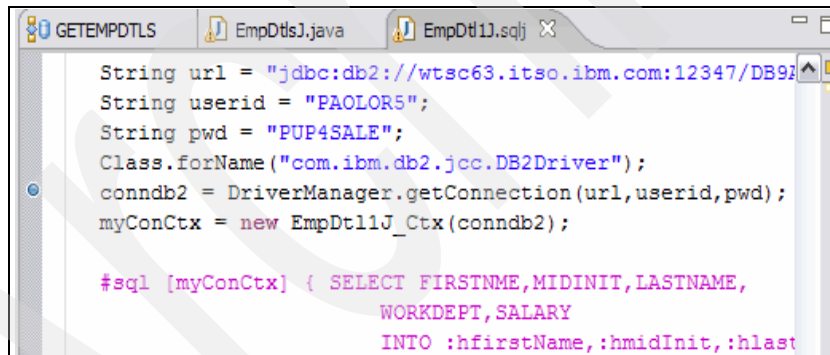 GETEMPDTLS EmpDtlsJ.java EmpDtl1J.sqlj
String url = "jdbc:db2://wtsc63.itso.ibm.com:12347/DB9A
String userid = "PAOLOR5";
String pwd = "PUP4SALE";
Class.forName("com.ibm.db2.jcc.DB2Driver");
conndb2 = DriverManager.getConnection(url,userid,pwd);
myConCtx = new EmpDtl1J_Ctx(conndb2);
#sql [myConCtx] { SELECT FIRSTNME,MIDINIT,LASTNAME,
WORKDEPT,SALARY
INTO :hfirstName,:hmidInit,:hlast